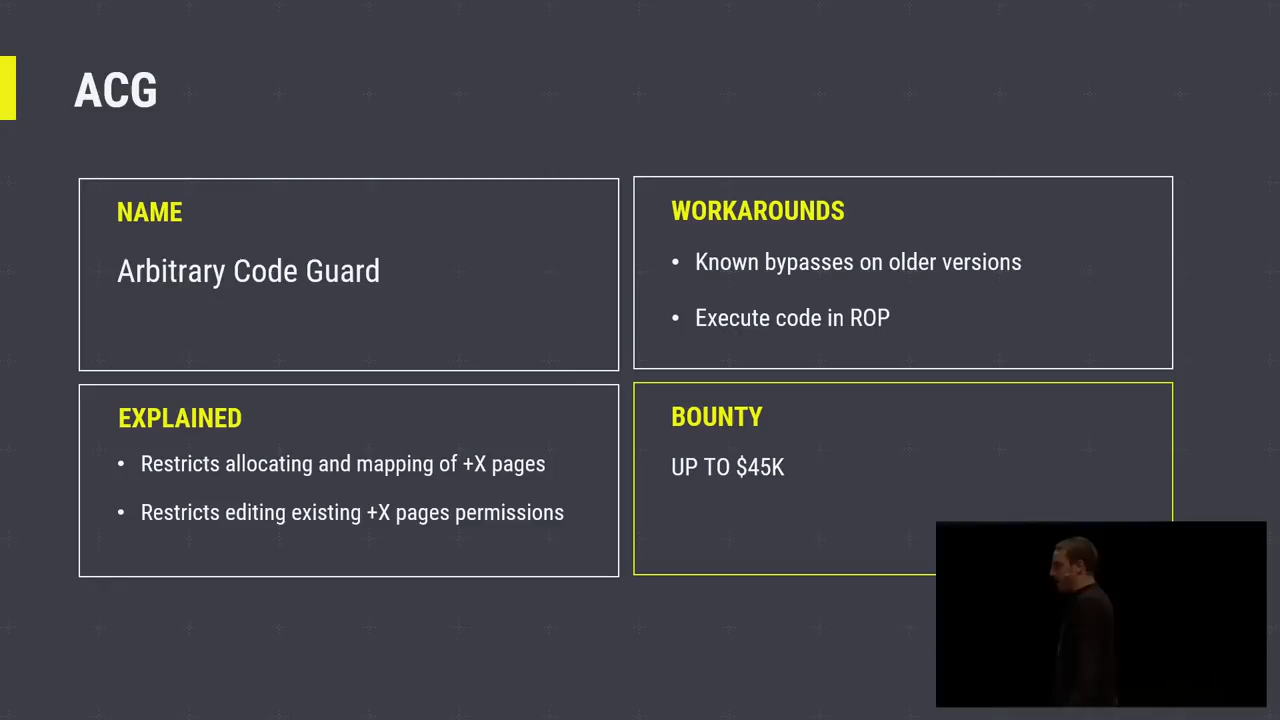 ACG
NAME
Arbitrary Code Guard
WORKAROUNDS
• Known bypasses on older versions
• Execute code in ROP
EXPLAINED
• Restricts allocating and mapping of +X pages
• Restricts editing existing +X pages permissions
BOUNTY
UP TO $45K